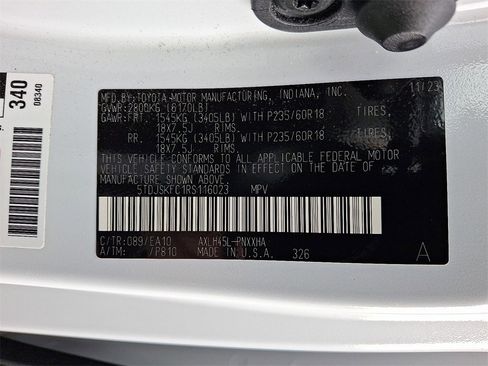 340
08340
MFD.BY:TOYOTA MOTOR MANUFACTURING, INDIANA, INC. 11/23
GVWR:2800KG (6170LB)
GAWR:FRT. 1545KG (3405LB) WITH P235/60R18 TIRES,
18X7.5J RIMS.
RR. 1545KG (3405LB) WITH P235/60R18 TIRES,
18X7.5J RIMS.
THIS VEHICLE CONFORMS TO ALL APPLICABLE FEDERAL MOTOR
VEHICLE SAFETY STANDARDS IN EFFECT ON THE DATE OF
MANUFACTURE SHOWN ABOVE.
5TDJSKFC1RS116023 MPV
C/TR:089/EA10 AXLH45L-PNXXHA
A/TM: /P810 MADE IN U.S.A. 326 A